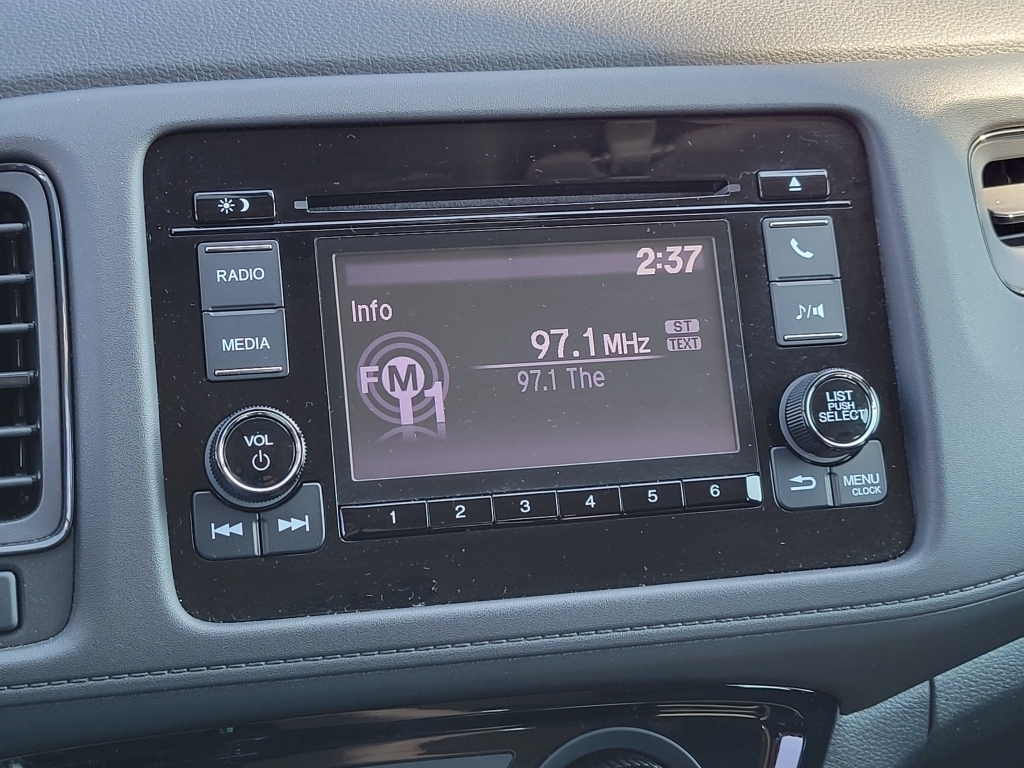 RADIO
MEDIA
VOL
2:37
Info
97.1 MHz
ST
TEXT
FM1
97.1 The
LIST
PUSH
SELECT
MENU
CLOCK
1 2 3 4 5 6